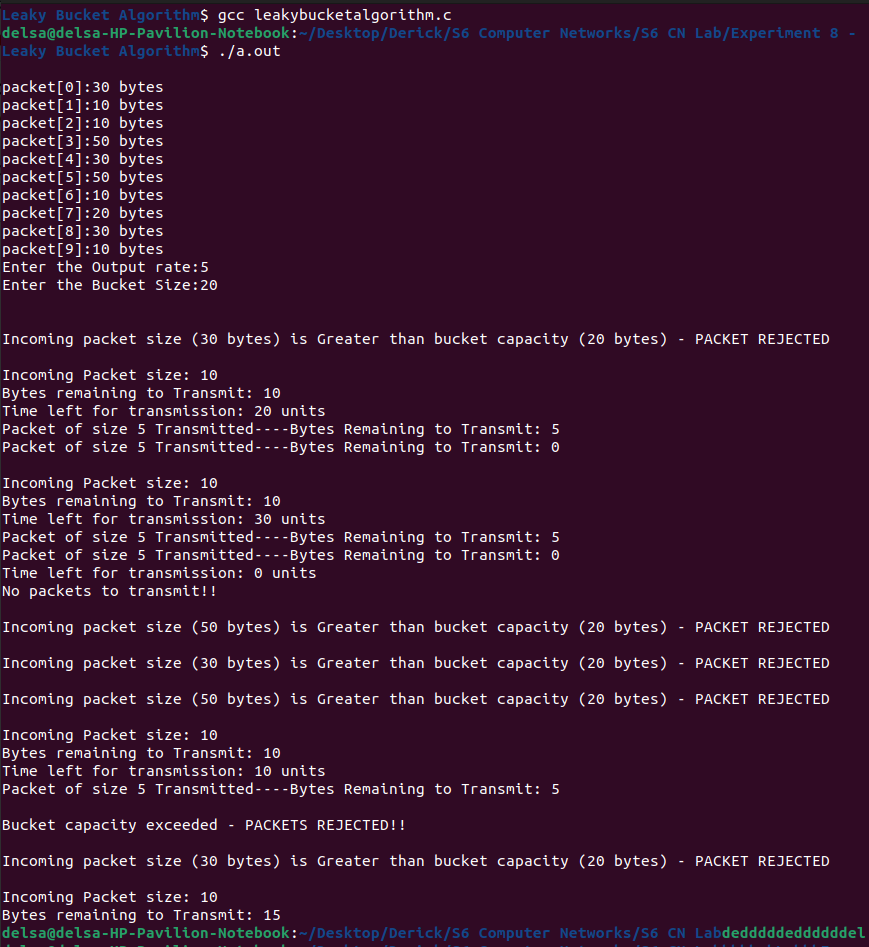 Leaky Bucket Algorithm$ gcc leakybucketalgorithm.c
delsa@delsa-HP-Pavilion-Notebook:~/Desktop/Derick/S6 Computer Networks/S6 CN Lab/Experiment 8 -
Leaky Bucket Algorithm$ ./a.out
packet[0]:30 bytes
packet[1]:10 bytes
packet[2]:10 bytes
packet[3]:50 bytes
packet[4]:30 bytes
packet[5]:50 bytes
packet[6]:10 bytes
packet[7]:20 bytes
packet[8]:30 bytes
packet[9]:10 bytes
Enter the Output rate:5
Enter the Bucket Size:20
Incoming packet size (30 bytes) is Greater than bucket capacity (20 bytes) - PACKET REJECTED
Incoming Packet size: 10
Bytes remaining to Transmit: 10
Time left for transmission: 20 units
Packet of size 5 Transmitted----Bytes Remaining to Transmit: 5
Packet of size 5 Transmitted----Bytes Remaining to Transmit: 0
Incoming Packet size: 10
Bytes remaining to Transmit: 10
Time left for transmission: 30 units
Packet of size 5 Transmitted----Bytes Remaining to Transmit: 5
Packet of size 5 Transmitted----Bytes Remaining to Transmit: 0
Time left for transmission: 0 units
No packets to transmit!!
Incoming packet size (50 bytes) is Greater than bucket capacity (20 bytes) - PACKET REJECTED
Incoming packet size (30 bytes) is Greater than bucket capacity (20 bytes) - PACKET REJECTED
Incoming packet size (50 bytes) is Greater than bucket capacity (20 bytes) - PACKET REJECTED
Incoming Packet size: 10
Bytes remaining to Transmit: 10
Time left for transmission: 10 units
Packet of size 5 Transmitted----Bytes Remaining to Transmit: 5
Bucket capacity exceeded - PACKETS REJECTED!!
Incoming packet size (30 bytes) is Greater than bucket capacity (20 bytes) - PACKET REJECTED
Incoming Packet size: 10
Bytes remaining to Transmit: 15
delsa@delsa-HP-Pavilion-Notebook:~/Desktop/Derick/S6 Computer Networks/S6 CN Labdedddddeddddddel